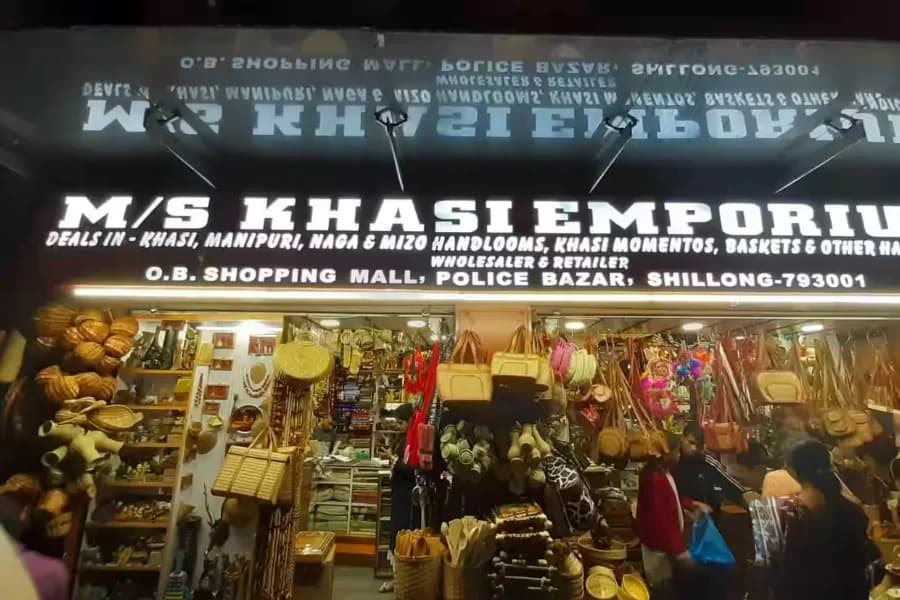 M/S KHASI EMPORIU
DEALS IN - KHASI, MANIPURI, NAGA & MIZO HANDLOOMS, KHASI MOMENTOS, BASKETS & OTHER HA
WHOLESALER & RETAILER
O.B. SHOPPING MALL, POLICE BAZAR, SHILLONG-793001